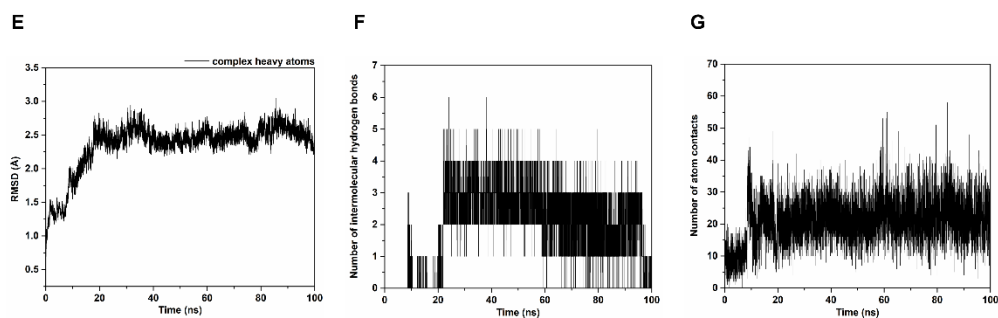 E
F
G
complex heavy atoms
RMSD (A)
3.5
3.0
2.5
2.0
1.5
1.0
0.5
0 20 40 60 80 100
Time (ns)
Number of intermolecular hydrogen bonds
7
6
5
4
3
2
1
0
0 20 40 60 80 100
Time (ns)
Number of atom contacts
70
60
50
40
30
20
10
0
0 20 40 60 80 100
Time (ns)